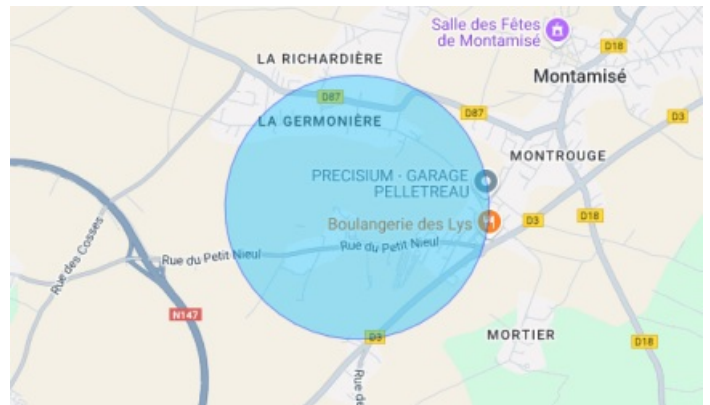 Salle des Fêtes
de Montamisé
D18
LA RICHARDIÈRE
Montamisé
D87
D87
D3
LA GERMONIÈRE
MONTROUGE
PRECISIUM - GARAGE
PELLETREAU
Boulangerie des Lys
D3
D18
Rue des Cosses
Rue du Petit Nieul
Rue du Petit Nieul
N147
D3
MORTIER
D18
Rue de